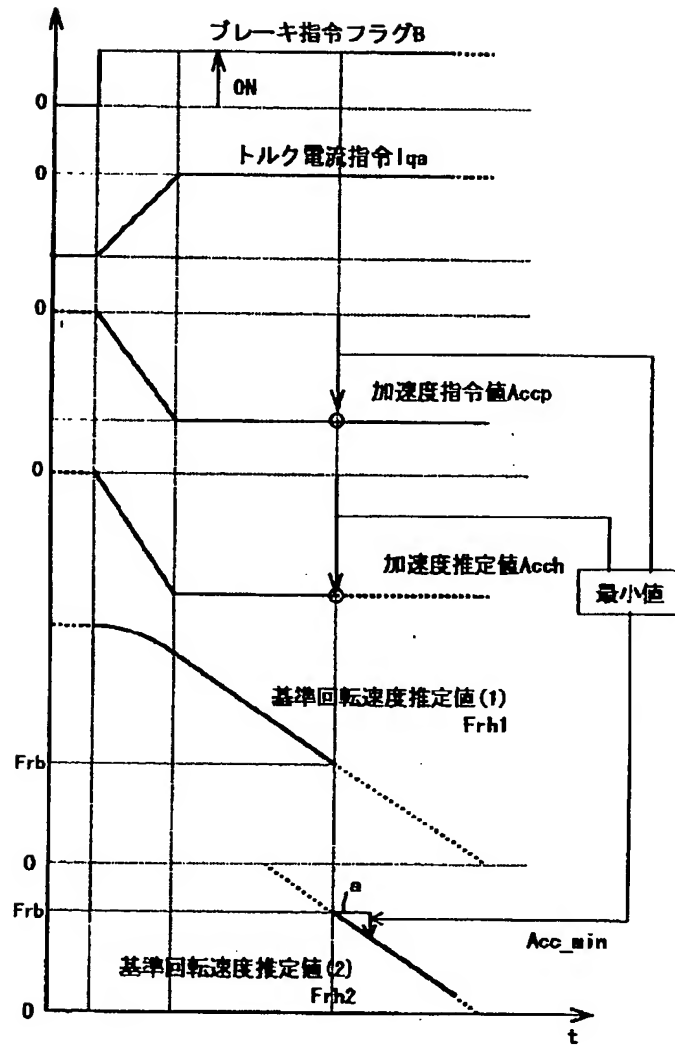 ブレーキ指令フラグB
ON
0
トルク電流指令Iqa
0
0
加速度指令値Accp
0
加速度推定値Acch
最小値
基準回転速度推定値(1)
Frh1
Frb
0
a
Frb
Acc_min
基準回転速度推定値(2)
Frh2
0
t